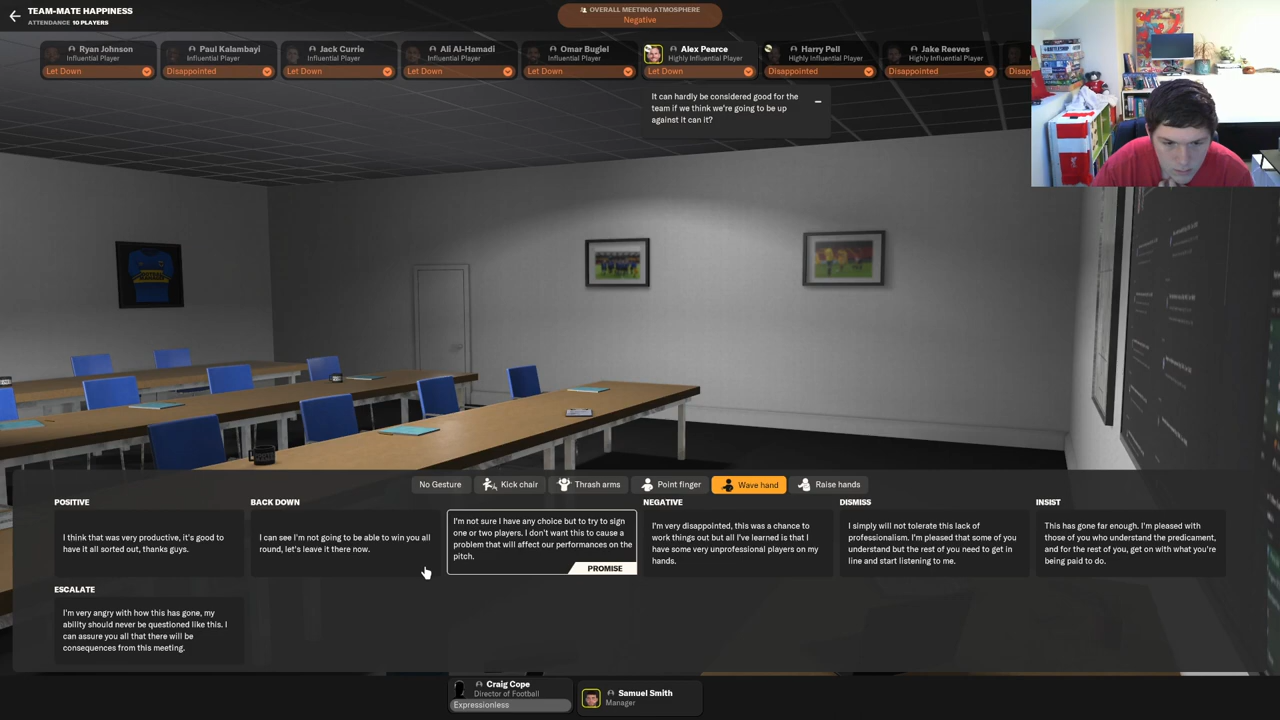 TEAM-MATE HAPPINESS
ATTENDANCE 10 PLAYERS
OVERALL MEETING ATMOSPHERE
Negative
Ryan Johnson
Influential Player
Let Down
Paul Kalambayi
Influential Player
Disappointed
Jack Currie
Influential Player
Let Down
Ali Al-Hamadi
Influential Player
Let Down
Omar Bugiel
Influential Player
Let Down
Alex Pearce
Highly Influential Player
Let Down
Harry Pell
Highly Influential Player
Disappointed
Jake Reeves
Highly Influential Player
Disappointed
Disap
It can hardly be considered good for the
team if we think we're going to be up
against it can it?
No Gesture
Kick chair
Thrash arms
Point finger
Wave hand
Raise hands
POSITIVE
I think that was very productive, it's good to
have it all sorted out, thanks guys.
BACK DOWN
I can see I'm not going to be able to win you all
round, let's leave it there now.
I'm not sure I have any choice but to try to sign
one or two players. I don't want this to cause a
problem that will affect our performances on the
pitch.
PROMISE
NEGATIVE
I'm very disappointed, this was a chance to
work things out but all I've learned is that I
have some very unprofessional players on my
hands.
DISMISS
I simply will not tolerate this lack of
professionalism. I'm pleased that some of you
understand but the rest of you need to get in
line and start listening to me.
INSIST
This has gone far enough. I'm pleased with
those of you who understand the predicament,
and for the rest of you, get on with what you're
being paid to do.
ESCALATE
I'm very angry with how this has gone, my
ability should never be questioned like this. I
can assure you all that there will be
consequences from this meeting.
Craig Cope
Director of Football
Expressionless
Samuel Smith
Manager